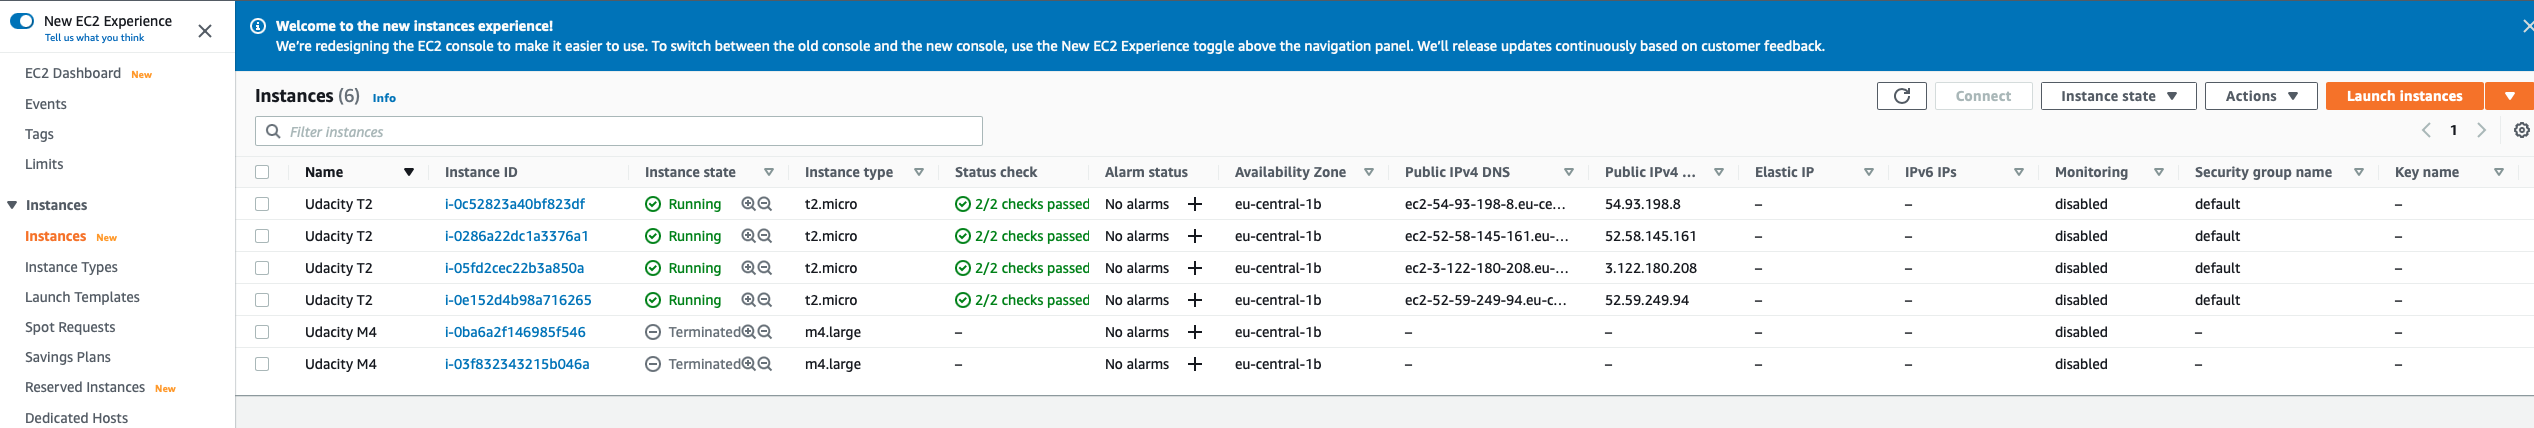 New EC2 Experience
Tell us what you think
EC2 Dashboard New
Events
Tags
Limits
Instances
Instances New
Instance Types
Launch Templates
Spot Requests
Savings Plans
Reserved Instances New
Dedicated Hosts
Welcome to the new instances experience!
We're redesigning the EC2 console to make it easier to use. To switch between the old console and the new console, use the New EC2 Experience toggle above the navigation panel. We'll release updates continuously based on customer feedback.
Instances (6) Info
Connect Instance state Actions Launch instances
Filter instances
1
Name Instance ID Instance state Instance type Status check Alarm status Availability Zone Public IPv4 DNS Public IPv4 ... Elastic IP IPv6 IPs Monitoring Security group name Key name
Udacity T2 i-0c52823a40bf823df Running t2.micro 2/2 checks passed No alarms + eu-central-1b ec2-54-93-198-8.eu-ce... 54.93.198.8 – – disabled default –
Udacity T2 i-0286a22dc1a3376a1 Running t2.micro 2/2 checks passed No alarms + eu-central-1b ec2-52-58-145-161.eu-... 52.58.145.161 – – disabled default –
Udacity T2 i-05fd2cec22b3a850a Running t2.micro 2/2 checks passed No alarms + eu-central-1b ec2-3-122-180-208.eu-... 3.122.180.208 – – disabled default –
Udacity T2 i-0e152d4b98a716265 Running t2.micro 2/2 checks passed No alarms + eu-central-1b ec2-52-59-249-94.eu-c... 52.59.249.94 – – disabled default –
Udacity M4 i-0ba6a2f146985f546 Terminated m4.large – No alarms + eu-central-1b – – – – disabled – –
Udacity M4 i-03f832343215b046a Terminated m4.large – No alarms + eu-central-1b – – – – disabled – –